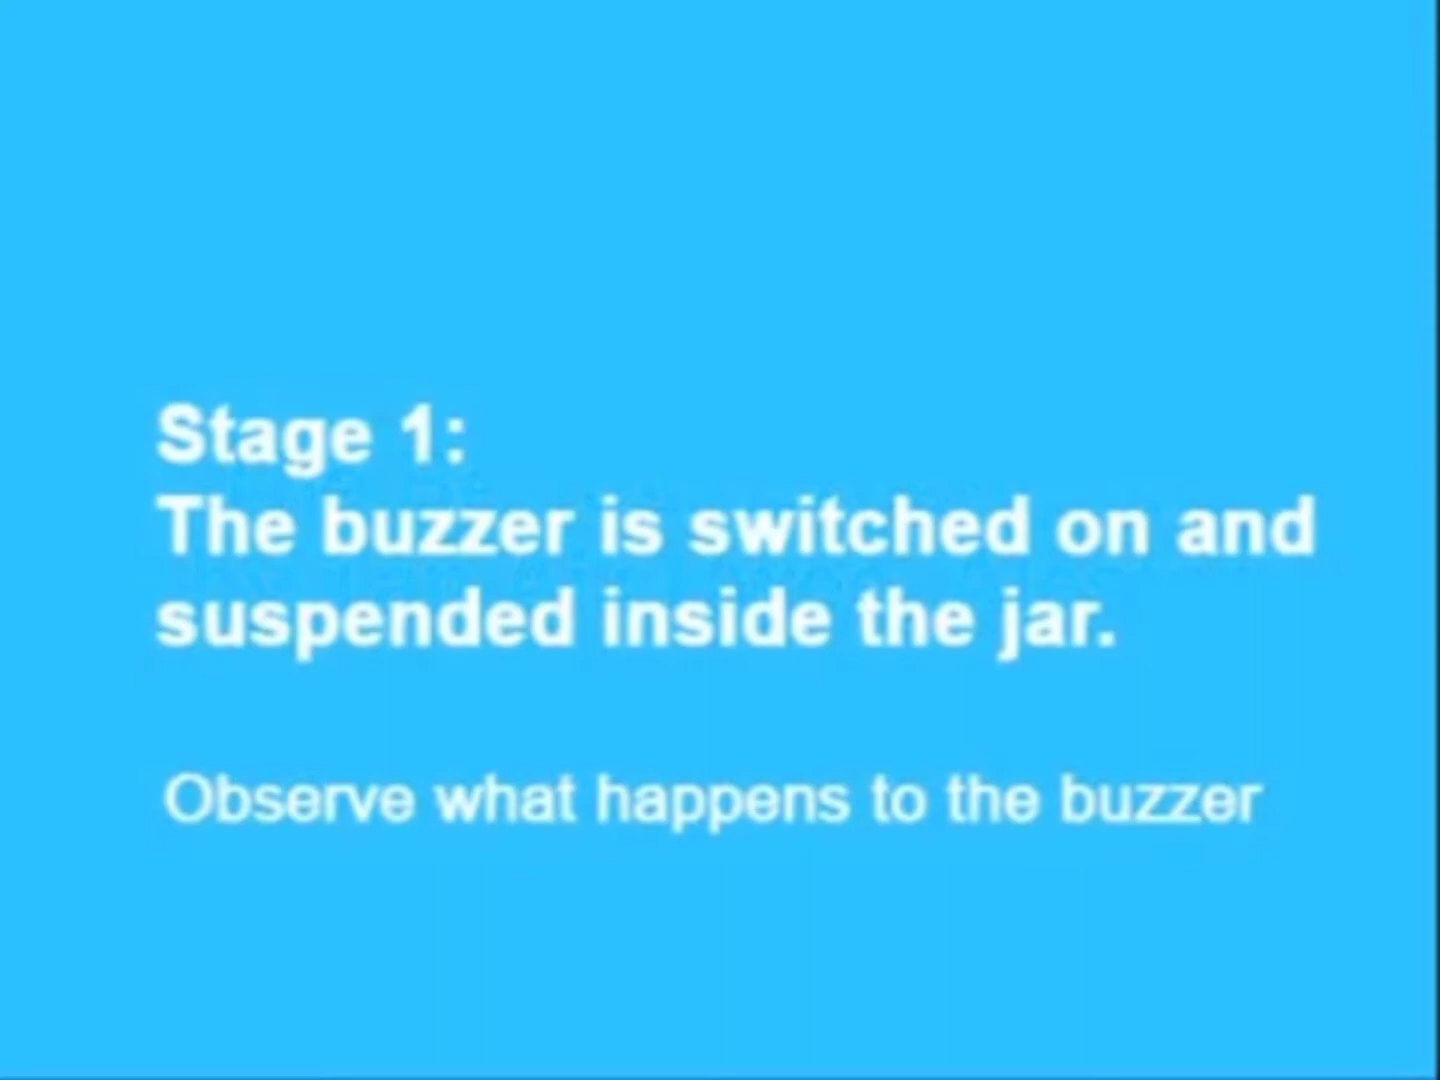 Stage 1:
The buzzer is switched on and
suspended inside the jar.
Observe what happens to the buzzer